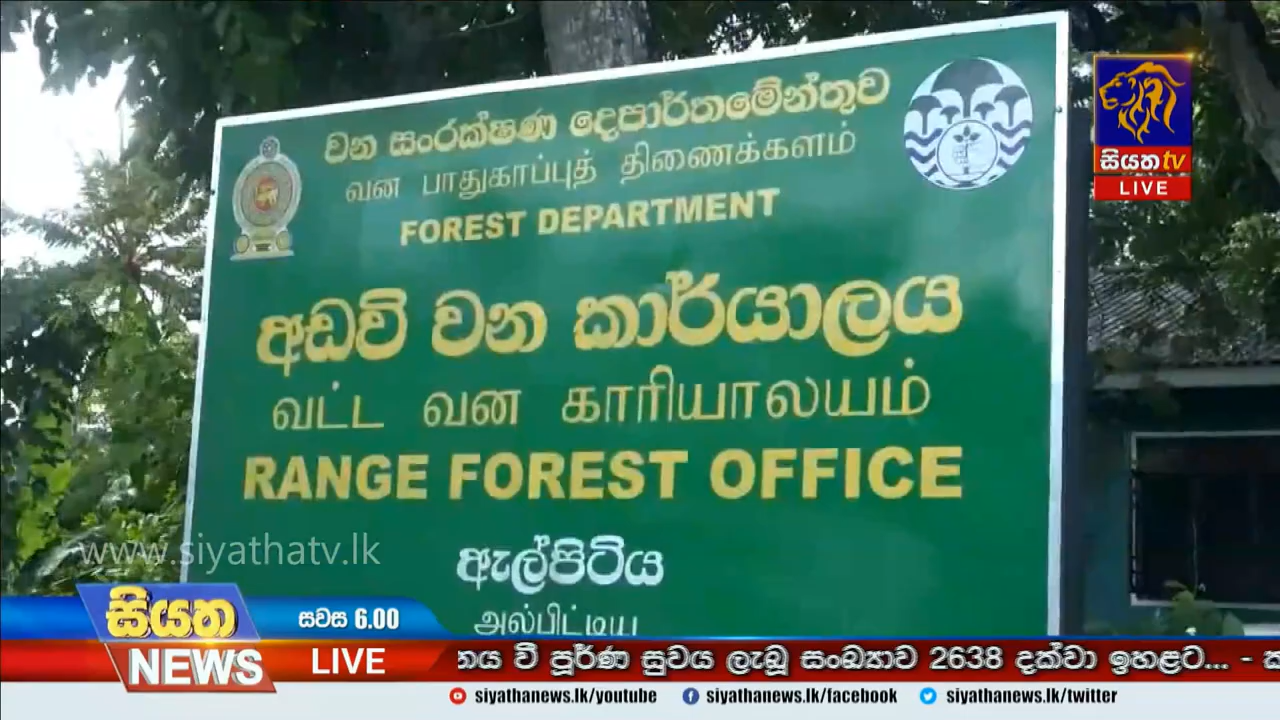 වන සංරක්ෂණ දෙපාර්තමේන්තුව
வன பாதுகாப்புத் திணைக்களம்
FOREST DEPARTMENT
සියත tv
LIVE
අඩවි වන කාර්යාලය
வட்ட வன காரியாலயம்
RANGE FOREST OFFICE
www.siyathatv.lk
ඇල්පිටිය
அல்பிட்டிய
සියත
සවස 6.00
NEWS
LIVE
වී පූර්ණ සුවය ලැබූ සංඛ්‍යාව 2638 දක්වා ඉහළට... -
siyathanews.lk/youtube siyathanews.lk/facebook siyathanews.lk/twitter